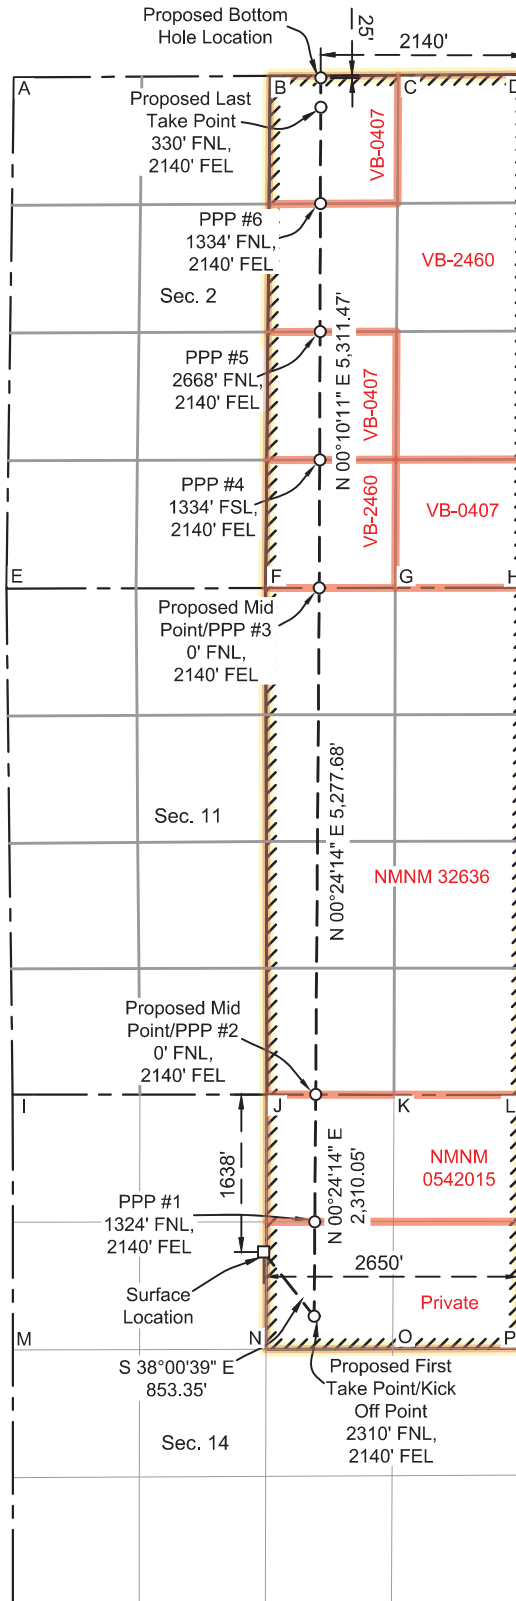 Proposed Bottom
Hole Location
25'
2140'
A
B
C
D
Proposed Last
Take Point
330' FNL,
2140' FEL
VB-0407
PPP #6
1334' FNL,
2140' FEL
VB-2460
Sec. 2
N 00°10'11" E 5,311.47'
PPP #5
2668' FNL,
2140' FEL
VB-0407
PPP #4
1334' FSL,
2140' FEL
VB-2460
VB-0407
E
F
G
H
Proposed Mid
Point/PPP #3
0' FNL,
2140' FEL
N 00°24'14" E 5,277.68'
Sec. 11
NMNM 32636
Proposed Mid
Point/PPP #2
0' FNL,
2140' FEL
I
J
K
L
1638'
N 00°24'14" E
2,310.05'
NMNM
0542015
PPP #1
1324' FNL,
2140' FEL
2650'
Surface
Location
Private
M
N
O
P
S 38°00'39" E
853.35'
Proposed First
Take Point/Kick
Off Point
2310' FNL,
2140' FEL
Sec. 14